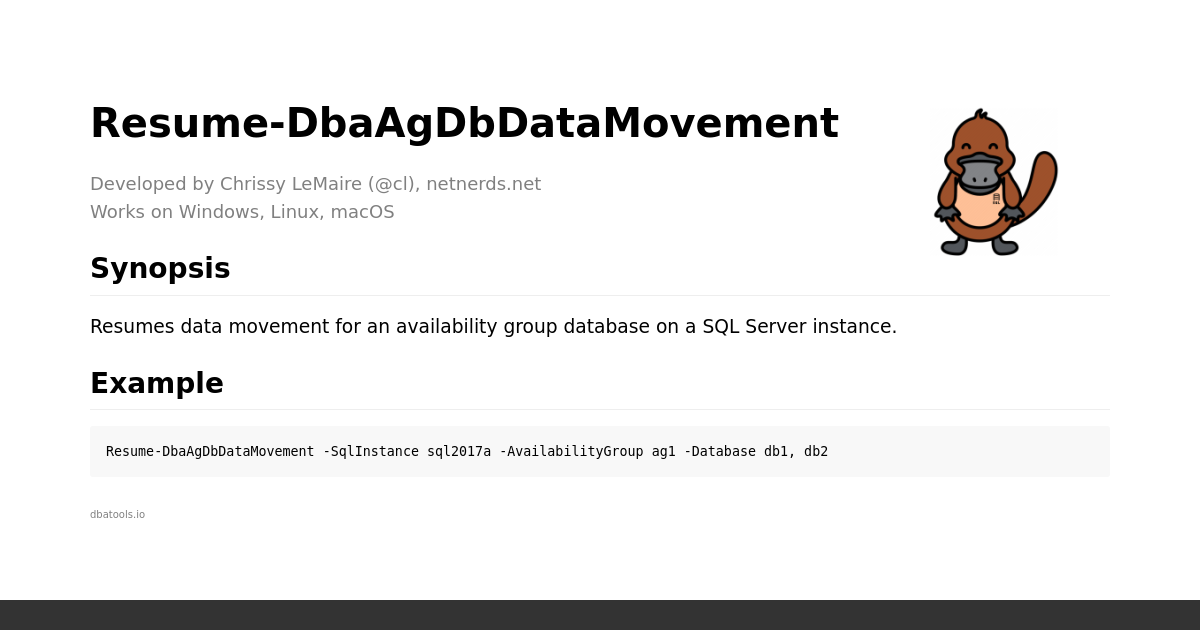 Resume-DbaAgDbDataMovement
Developed by Chrissy LeMaire (@cl), netnerds.net
Works on Windows, Linux, macOS
Synopsis
Resumes data movement for an availability group database on a SQL Server instance.
Example
Resume-DbaAgDbDataMovement -SqlInstance sql2017a -AvailabilityGroup ag1 -Database db1, db2
dbatools.io